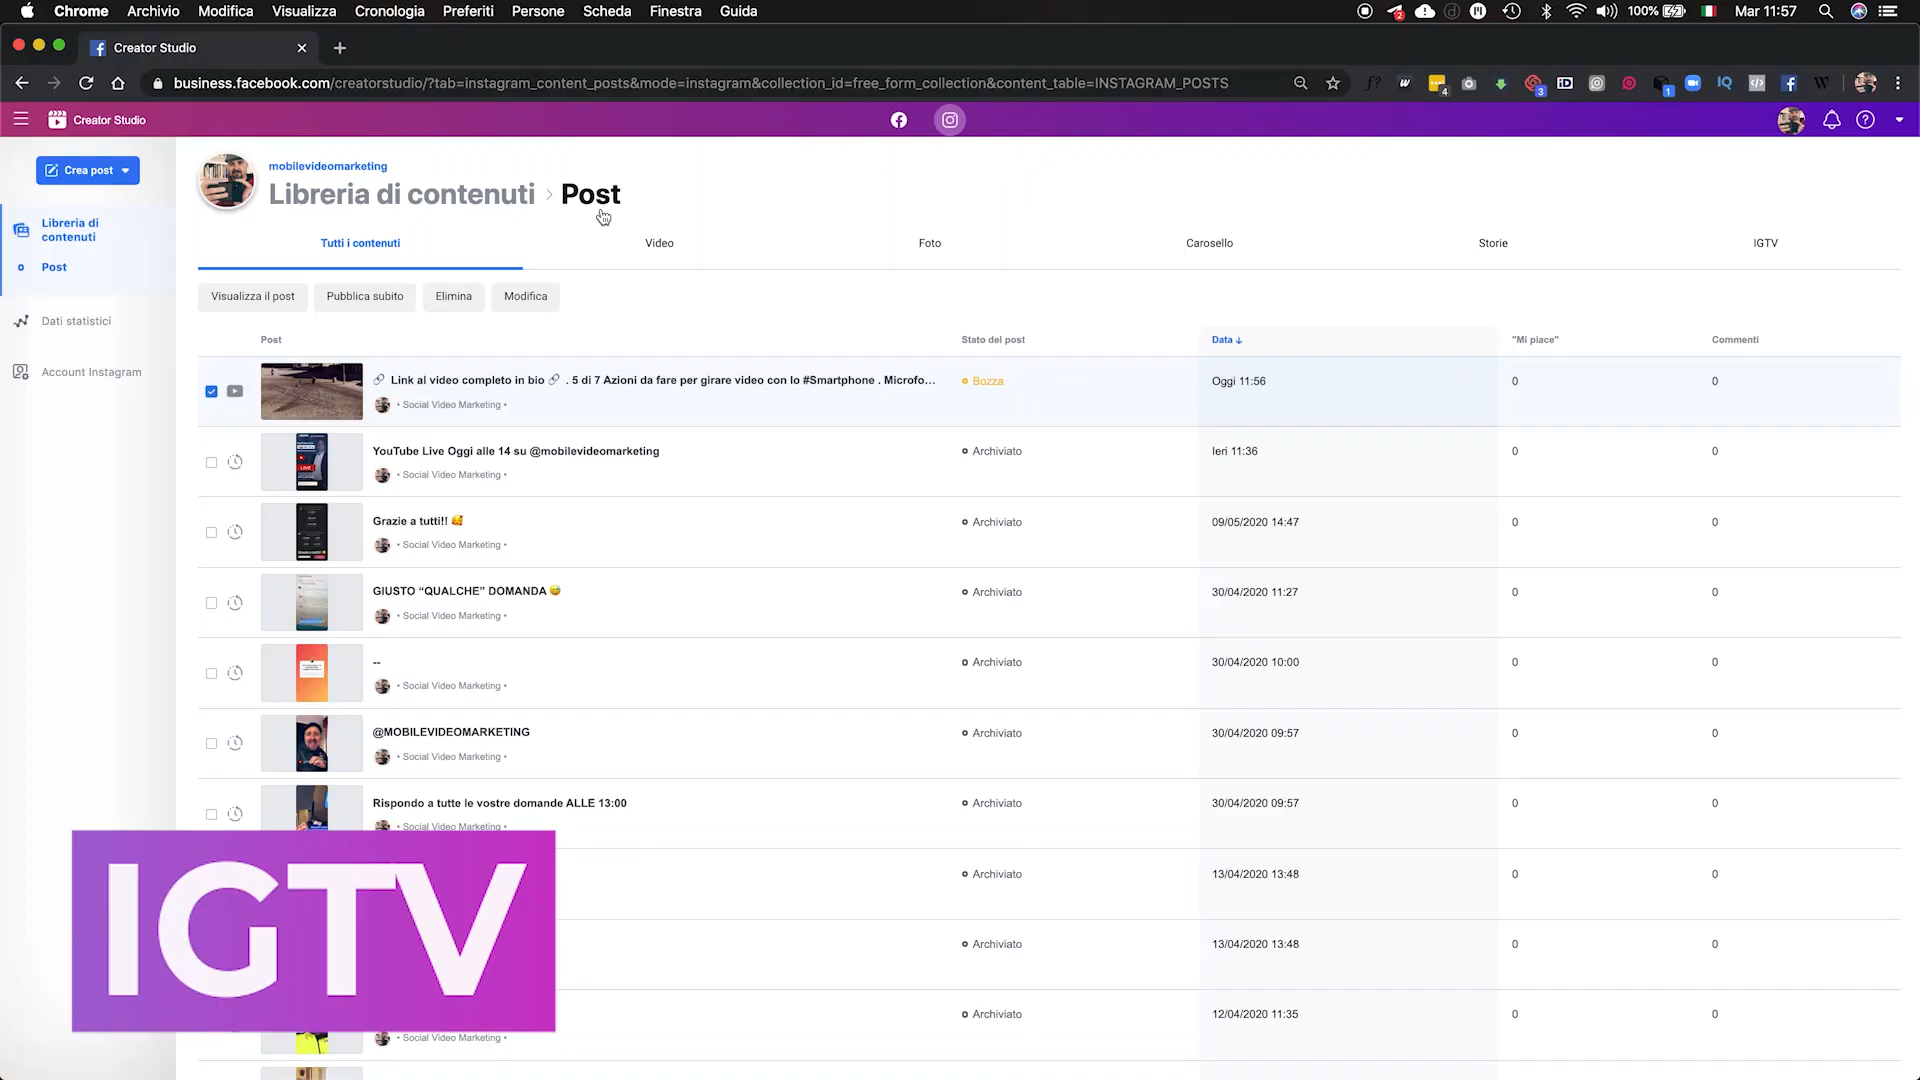 Chrome Archivio Modifica Visualizza Cronologia Preferiti Persone Scheda Finestra Guida
2 100% Mar 11:57
Creator Studio
business.facebook.com/creatorstudio/?tab=instagram_content_posts&mode=instagram&collection_id=free_form_collection&content_table=INSTAGRAM_POSTS
Creator Studio
Crea post
Libreria di
contenuti
Post
Dati statistici
Account Instagram
mobilevideomarketing
Libreria di contenuti › Post
Tutti i contenuti Video Foto Carosello Storie IGTV
Visualizza il post Pubblica subito Elimina Modifica
Post Stato del post Data ↓ "Mi piace" Commenti
🔗 Link al video completo in bio 🔗 . 5 di 7 Azioni da fare per girare video con lo #Smartphone . Microfo... Bozza Oggi 11:56 0 0
• Social Video Marketing •
YouTube Live Oggi alle 14 su @mobilevideomarketing Archiviato Ieri 11:36 0 0
• Social Video Marketing •
Grazie a tutti!! 🥰 Archiviato 09/05/2020 14:47 0 0
• Social Video Marketing •
GIUSTO “QUALCHE” DOMANDA 😅 Archiviato 30/04/2020 11:27 0 0
• Social Video Marketing •
-- Archiviato 30/04/2020 10:00 0 0
• Social Video Marketing •
@MOBILEVIDEOMARKETING Archiviato 30/04/2020 09:57 0 0
• Social Video Marketing •
Rispondo a tutte le vostre domande ALLE 13:00 Archiviato 30/04/2020 09:57 0 0
• Social Video Marketing •
Archiviato 13/04/2020 13:48 0 0
Archiviato 13/04/2020 13:48 0 0
Archiviato 12/04/2020 11:35 0 0
• Social Video Marketing •
IGTV